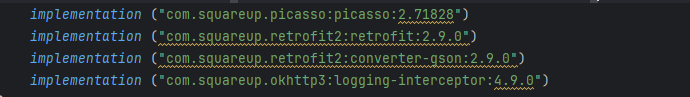 implementation ("com.squareup.picasso:picasso:2.71828")
implementation ("com.squareup.retrofit2:retrofit:2.9.0")
implementation ("com.squareup.retrofit2:converter-gson:2.9.0")
implementation ("com.squareup.okhttp3:logging-interceptor:4.9.0")